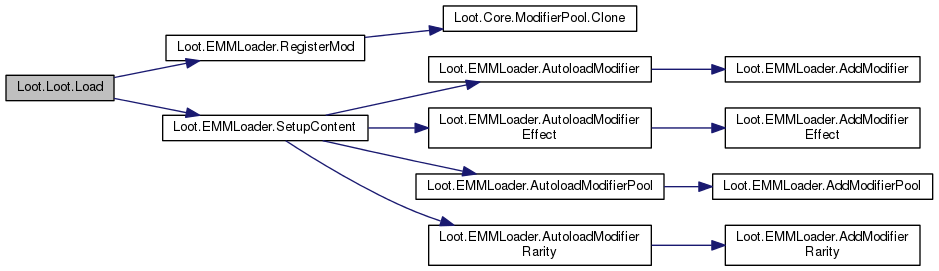 Loot.Core.ModifierPool.Clone
Loot.EMMLoader.RegisterMod
Loot.EMMLoader.AutoloadModifier
Loot.EMMLoader.AddModifier
Loot.Loot.Load
Loot.EMMLoader.SetupContent
Loot.EMMLoader.AutoloadModifier
Effect
Loot.EMMLoader.AddModifier
Effect
Loot.EMMLoader.AutoloadModifierPool
Loot.EMMLoader.AddModifierPool
Loot.EMMLoader.AutoloadModifier
Rarity
Loot.EMMLoader.AddModifier
Rarity